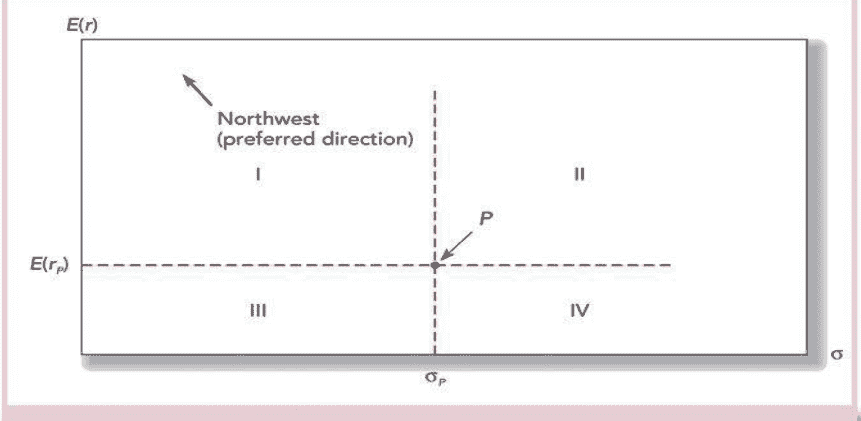 E(r)
Northwest
(preferred direction)
I
II
P
E(rₚ)
III
IV
σ
σₚ